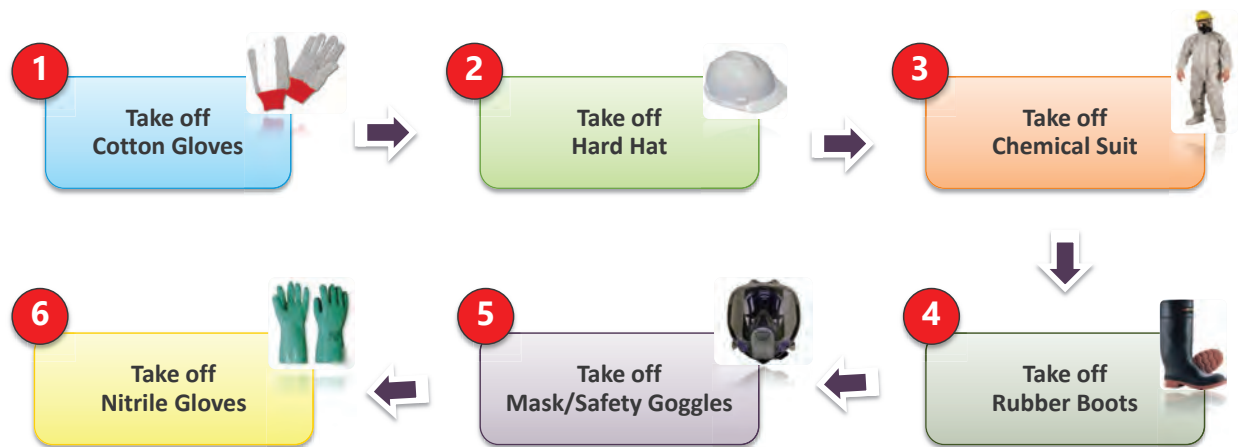 1
Take off
Cotton Gloves
2
Take off
Hard Hat
3
Take off
Chemical Suit
4
Take off
Rubber Boots
5
Take off
Mask/Safety Goggles
6
Take off
Nitrile Gloves